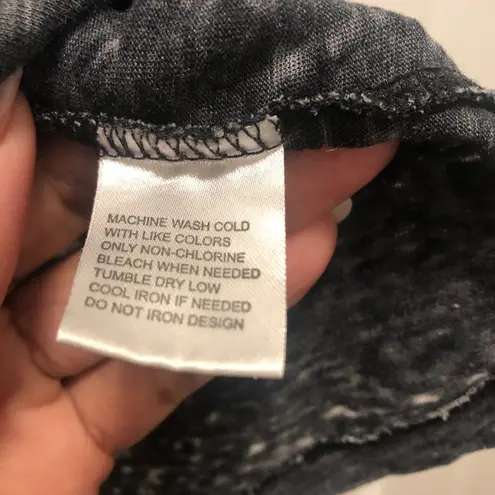 MACHINE WASH COLD
WITH LIKE COLORS
ONLY NON-CHLORINE
BLEACH WHEN NEEDED
TUMBLE DRY LOW
COOL IRON IF NEEDED
DO NOT IRON DESIGN